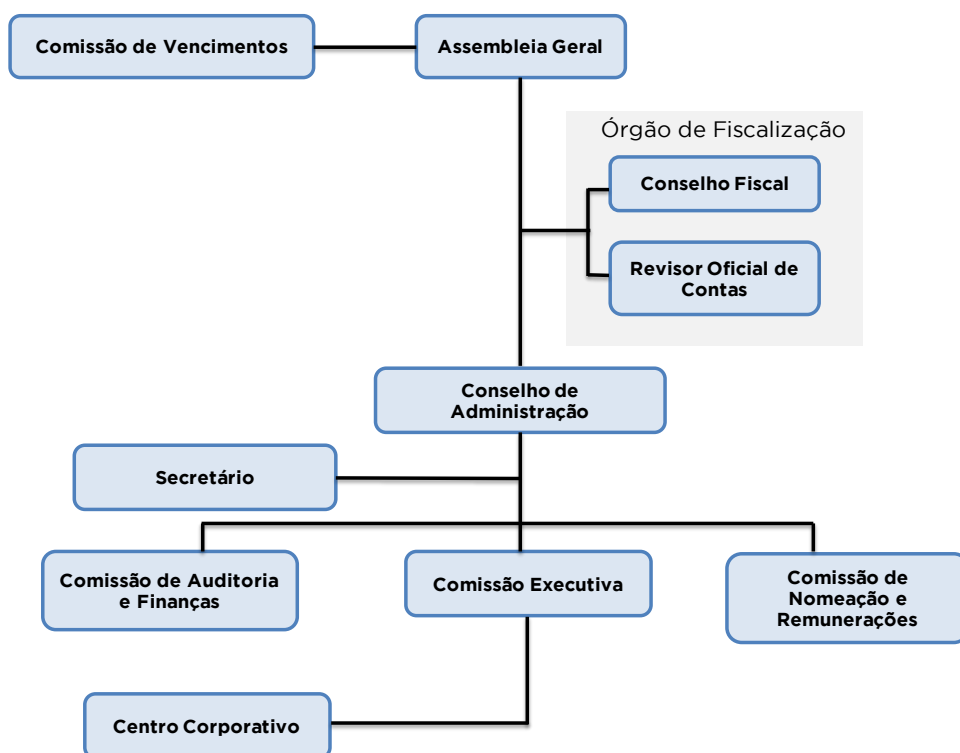 Comissão de Vencimentos
Assembleia Geral
Órgão de Fiscalização
Conselho Fiscal
Revisor Oficial de
Contas
Conselho de
Administração
Secretário
Comissão de Auditoria
e Finanças
Comissão Executiva
Comissão de
Nomeação e
Remunerações
Centro Corporativo